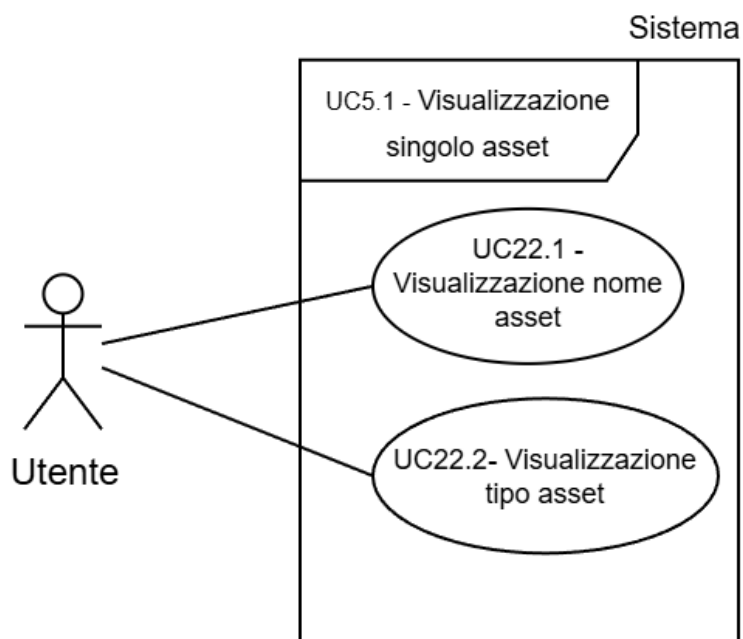 Sistema
UC5.1 - Visualizzazione
singolo asset
UC22.1 -
Visualizzazione nome
asset
Utente
UC22.2- Visualizzazione
tipo asset